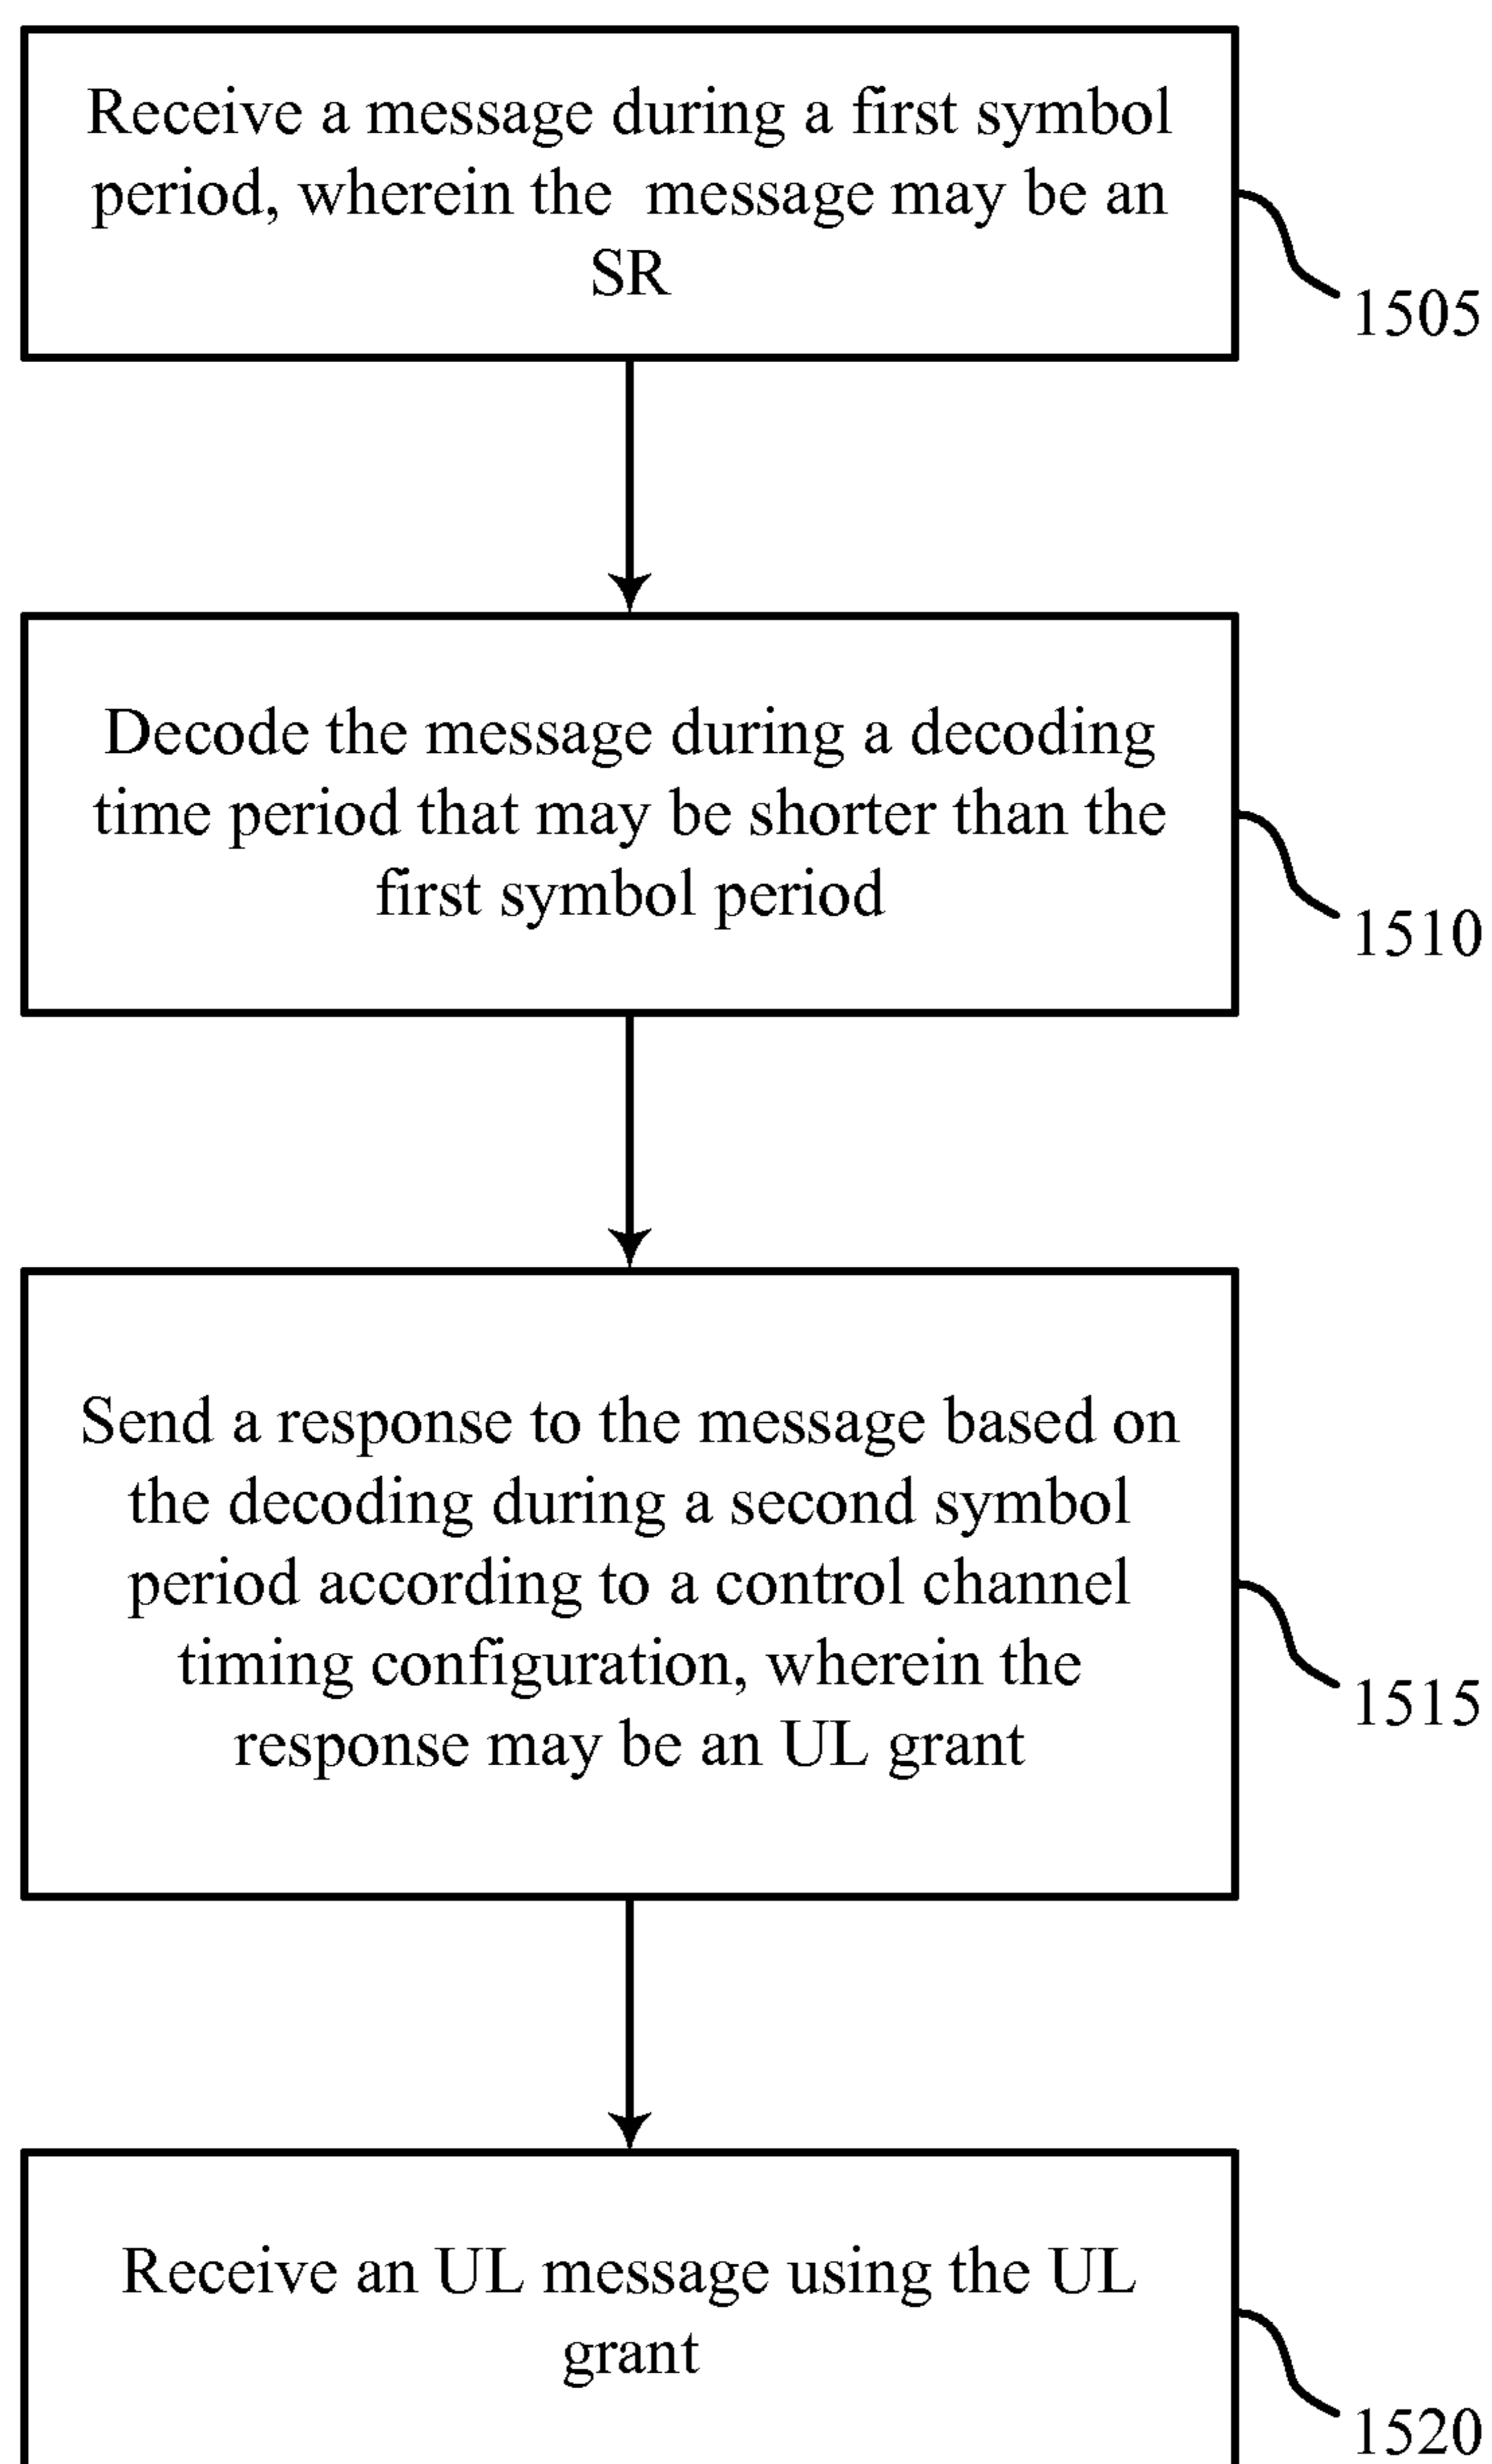 Receive a message during a first symbol
period, wherein the message may be an
SR
1505
Decode the message during a decoding
time period that may be shorter than the
first symbol period
1510
Send a response to the message based on
the decoding during a second symbol
period according to a control channel
timing configuration, wherein the
response may be an UL grant
1515
Receive an UL message using the UL
grant
1520